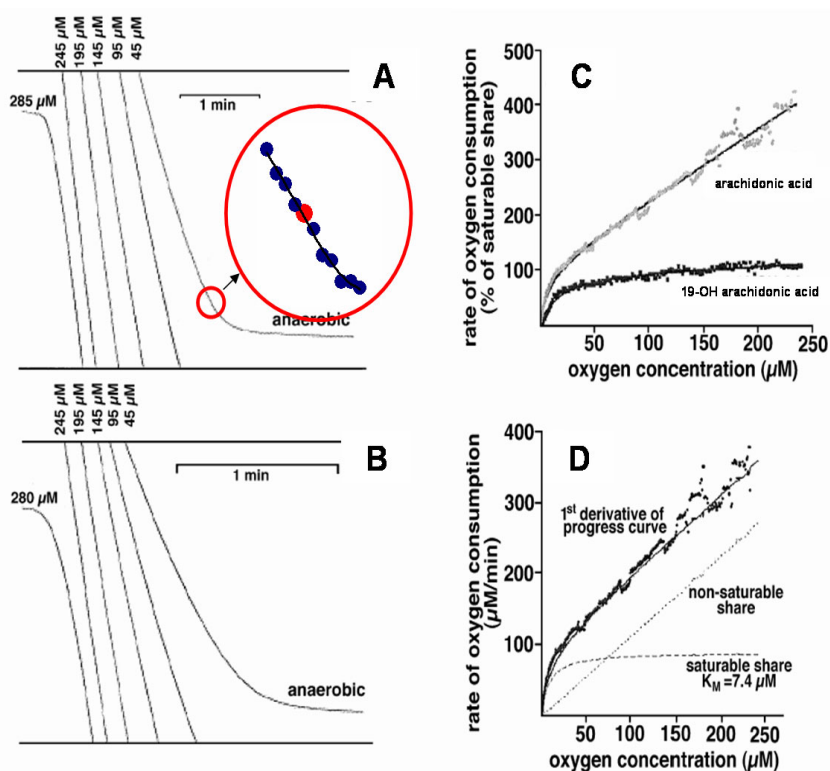 245 µM
195 µM
145 µM
95 µM
45 µM
A
285 µM
1 min
anaerobic
245 µM
195 µM
145 µM
95 µM
45 µM
B
280 µM
1 min
anaerobic
C
rate of oxygen consumption
(% of saturable share)
500
400
300
200
100
arachidonic acid
19-OH arachidonic acid
50
100
150
200
250
oxygen concentration (µM)
D
rate of oxygen consumption
(µM/min)
400
300
200
100
1st derivative of
progress curve
non-saturable
share
saturable share
KM =7.4 µM
50
100
150
200
250
oxygen concentration (µM)